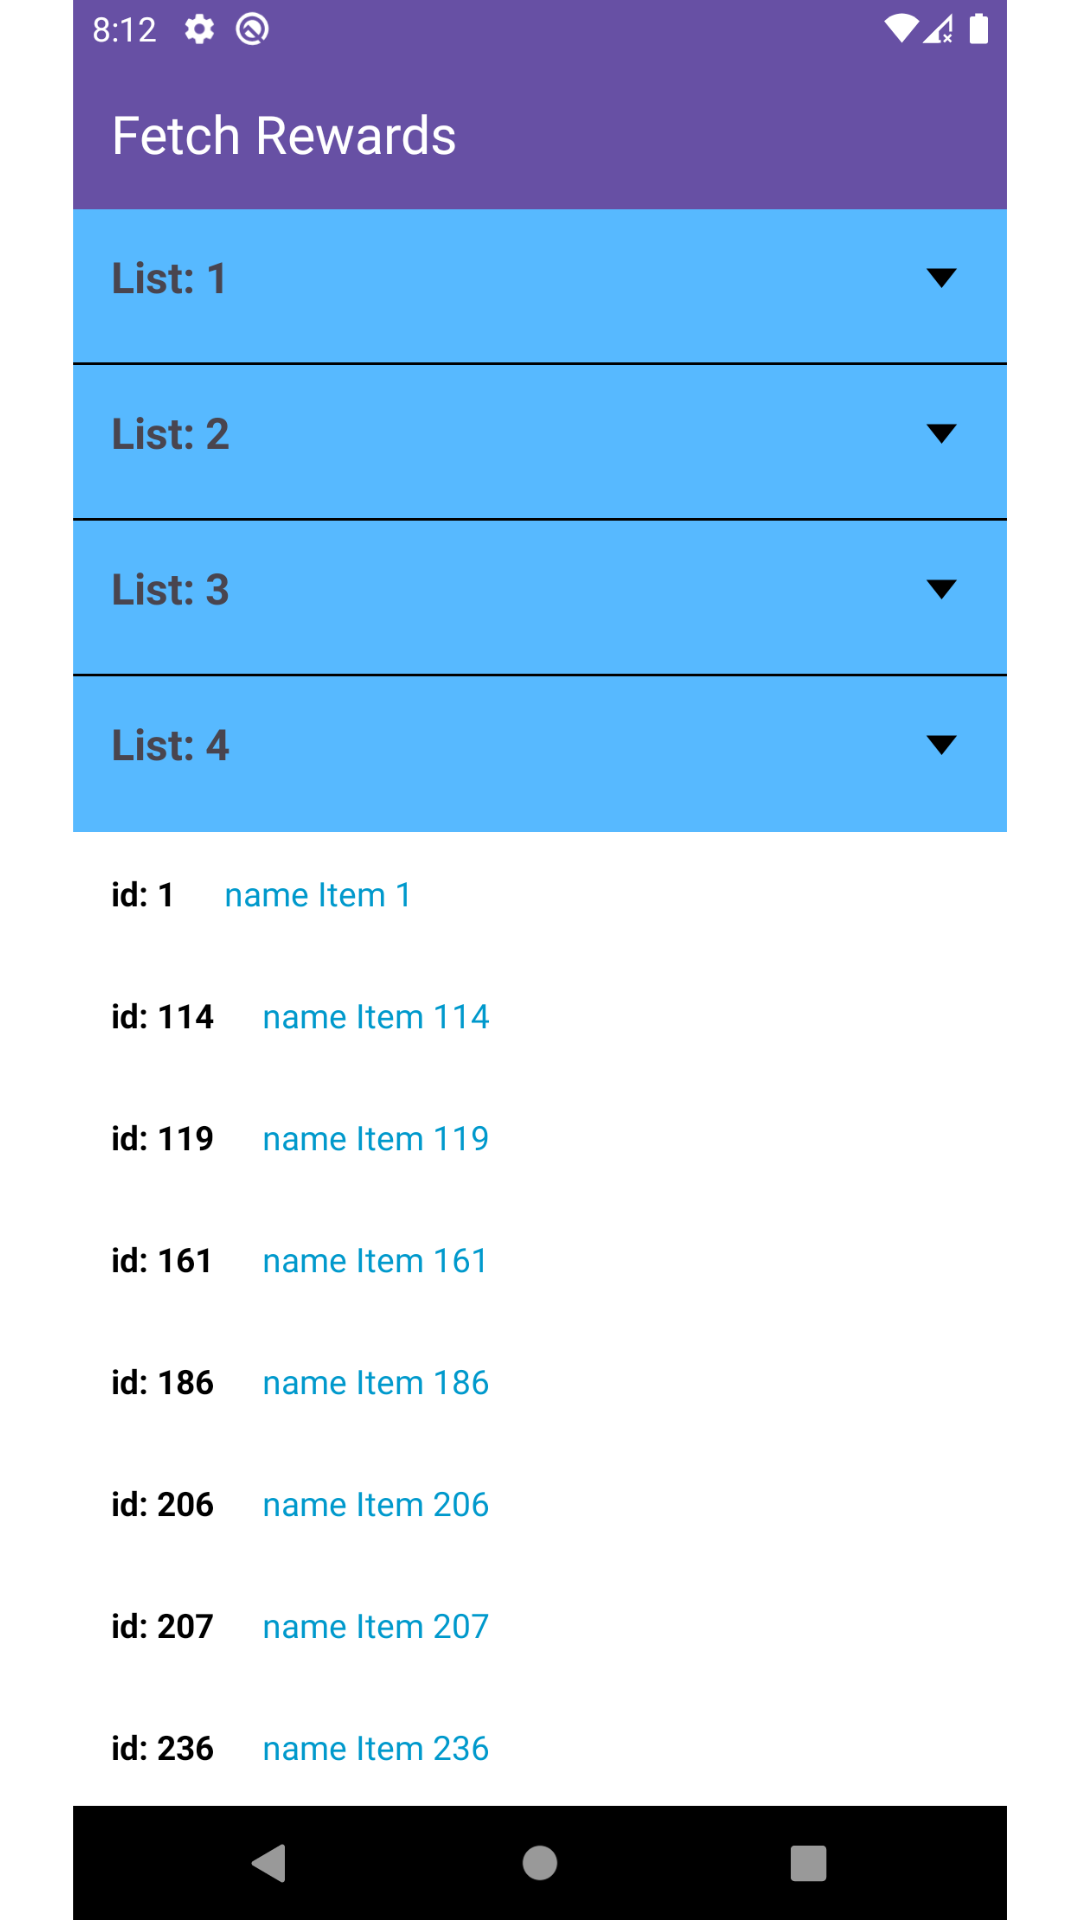 8:12
Fetch Rewards
List: 1
List: 2
List: 3
List: 4
id: 1 name Item 1
id: 114 name Item 114
id: 119 name Item 119
id: 161 name Item 161
id: 186 name Item 186
id: 206 name Item 206
id: 207 name Item 207
id: 236 name Item 236